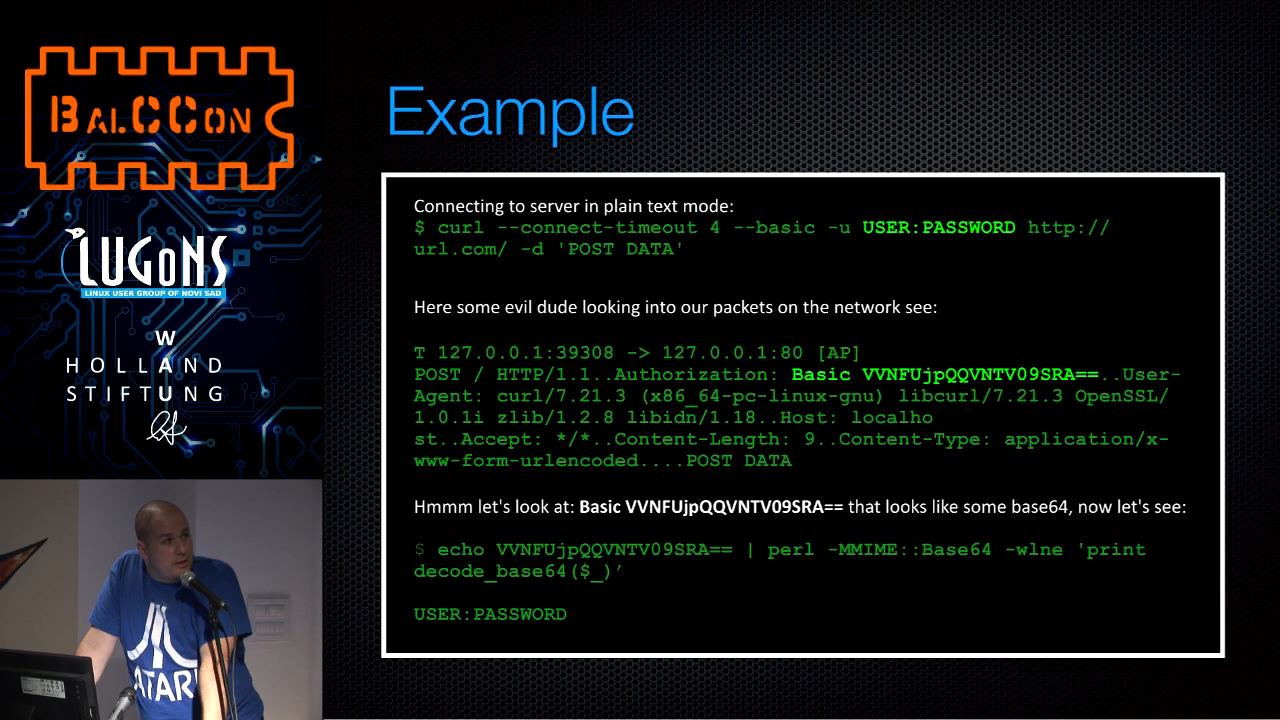 BALCCON
LUGONS
LINUX USER GROUP OF NOVI SAD
W
HOLLAND
U
STIFTUNG
Example
Connecting to server in plain text mode:
$ curl --connect-timeout 4 --basic -u USER:PASSWORD http://
url.com/ -d 'POST DATA'
Here some evil dude looking into our packets on the network see:
T 127.0.0.1:39308 -> 127.0.0.1:80 [AP]
POST / HTTP/1.1..Authorization: Basic VVNFUjpQQVNTV09SRA==..User-
Agent: curl/7.21.3 (x86_64-pc-linux-gnu) libcurl/7.21.3 OpenSSL/
1.0.1i zlib/1.2.8 libidn/1.18..Host: localho
st..Accept: */*..Content-Length: 9..Content-Type: application/x-
www-form-urlencoded....POST DATA
Hmmm let's look at: Basic VVNFUjpQQVNTV09SRA== that looks like some base64, now let's see:
$ echo VVNFUjpQQVNTV09SRA== | perl -MMIME::Base64 -wlne 'print
decode_base64($_)’
USER:PASSWORD
ATARI